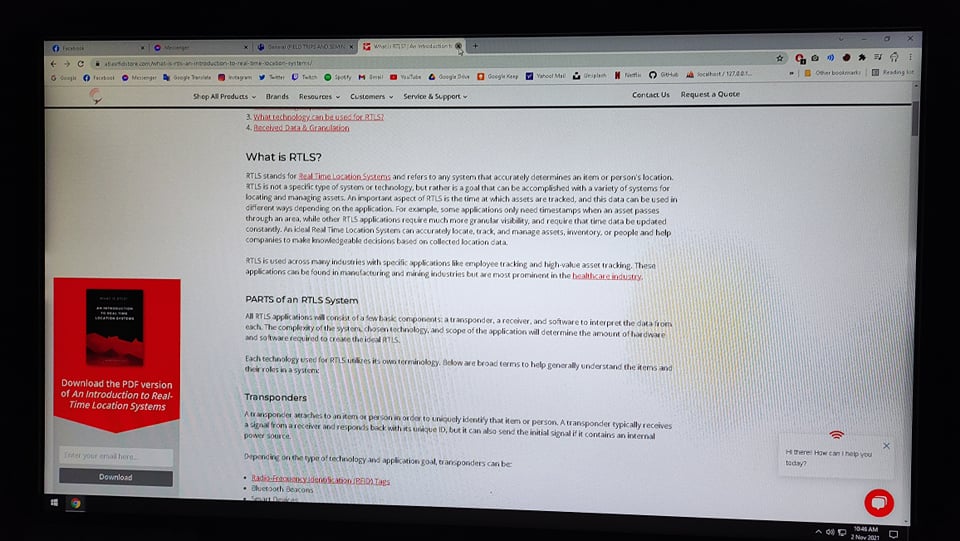 Facebook
Messenger
General (FIELD TRIPS AND SEMIN
What is RTLS? | An Introduction to
atlasrfidstore.com/what-is-rtls-an-introduction-to-real-time-location-systems/
Google Facebook Messenger Google Translate Instagram Twitter Twitch Spotify Gmail YouTube Google Drive Google Keep Yahoo Mail Unsplash Netflix GitHub localhost / 127.0.0.1... Other bookmarks Reading list
Shop All Products Brands Resources Customers Service & Support Contact Us Request a Quote
3. What technology can be used for RTLS?
4. Received Data & Granulation
What is RTLS?
RTLS stands for Real Time Location Systems and refers to any system that accurately determines an item or person's location.
RTLS is not a specific type of system or technology, but rather is a goal that can be accomplished with a variety of systems for
locating and managing assets. An important aspect of RTLS is the time at which assets are tracked, and this data can be used in
different ways depending on the application. For example, some applications only need timestamps when an asset passes
through an area, while other RTLS applications require much more granular visibility, and require that time data be updated
constantly. An ideal Real Time Location System can accurately locate, track, and manage assets, inventory, or people and help
companies to make knowledgeable decisions based on collected location data.
RTLS is used across many industries with specific applications like employee tracking and high-value asset tracking. These
applications can be found in manufacturing and mining industries but are most prominent in the healthcare industry.
PARTS of an RTLS System
All RTLS applications will consist of a few basic components: a transponder, a receiver, and software to interpret the data from
each. The complexity of the system, chosen technology, and scope of the application will determine the amount of hardware
and software required to create the ideal RTLS.
Each technology used for RTLS utilizes its own terminology. Below are broad terms to help generally understand the items and
their roles in a system:
Transponders
A transponder attaches to an item or person in order to uniquely identify that item or person. A transponder typically receives
a signal from a receiver and responds back with its unique ID, but it can also send the initial signal if it contains an internal
power source.
Depending on the type of technology and application goal, transponders can be:
Radio-Frequency Identification (RFID) Tags
Bluetooth Beacons
Smart Devices
WHAT IS RTLS?
AN INTRODUCTION
TO REAL TIME
LOCATION SYSTEMS
Download the PDF version
of An Introduction to Real-
Time Location Systems
Enter your email here...
Download
Hi there! How can I help you
today?
10:46 AM
2 Nov 2021